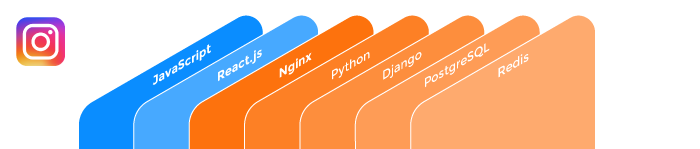 JavaScript
React.js
Nginx
Python
Django
PostgreSQL
Redis